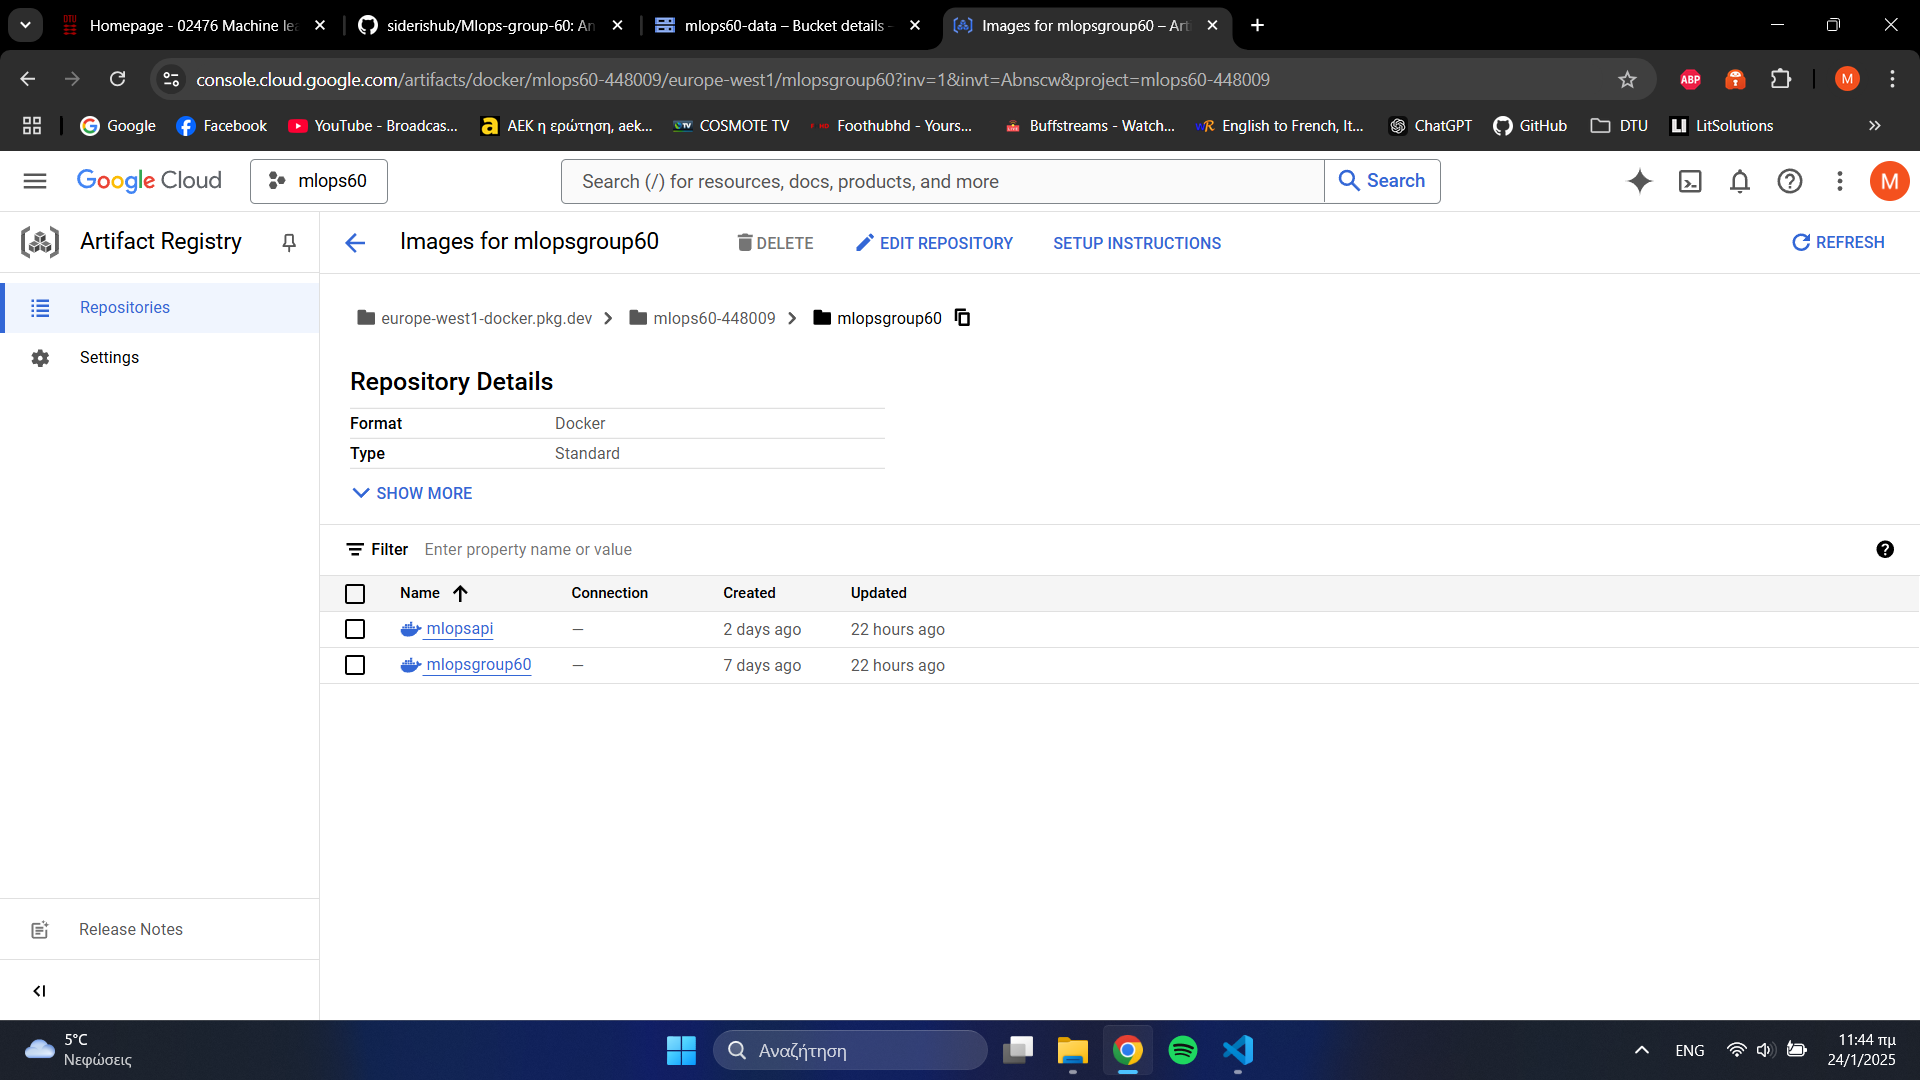 Homepage - 02476 Machine le
siderishub/Mlops-group-60: An
mlops60-data – Bucket details -
Images for mlopsgroup60 – Art
console.cloud.google.com/artifacts/docker/mlops60-448009/europe-west1/mlopsgroup60?inv=1&invt=Abnscw&project=mlops60-448009
ABP
M
Google
Facebook
YouTube - Broadcas...
ΑΕΚ η ερώτηση, aek...
COSMOTE TV
Foothubhd - Yours...
Buffstreams - Watch...
English to French, It...
ChatGPT
GitHub
DTU
LitSolutions
Google Cloud
mlops60
Search (/) for resources, docs, products, and more
Search
M
Artifact Registry
Images for mlopsgroup60
DELETE
EDIT REPOSITORY
SETUP INSTRUCTIONS
REFRESH
Repositories
Settings
europe-west1-docker.pkg.dev
mlops60-448009
mlopsgroup60
Repository Details
Format Docker
Type Standard
SHOW MORE
Filter Enter property name or value
Name Connection Created Updated
mlopsapi — 2 days ago 22 hours ago
mlopsgroup60 — 7 days ago 22 hours ago
Release Notes
5°C
Νεφώσεις
Αναζήτηση
ENG
11:44 πμ
24/1/2025